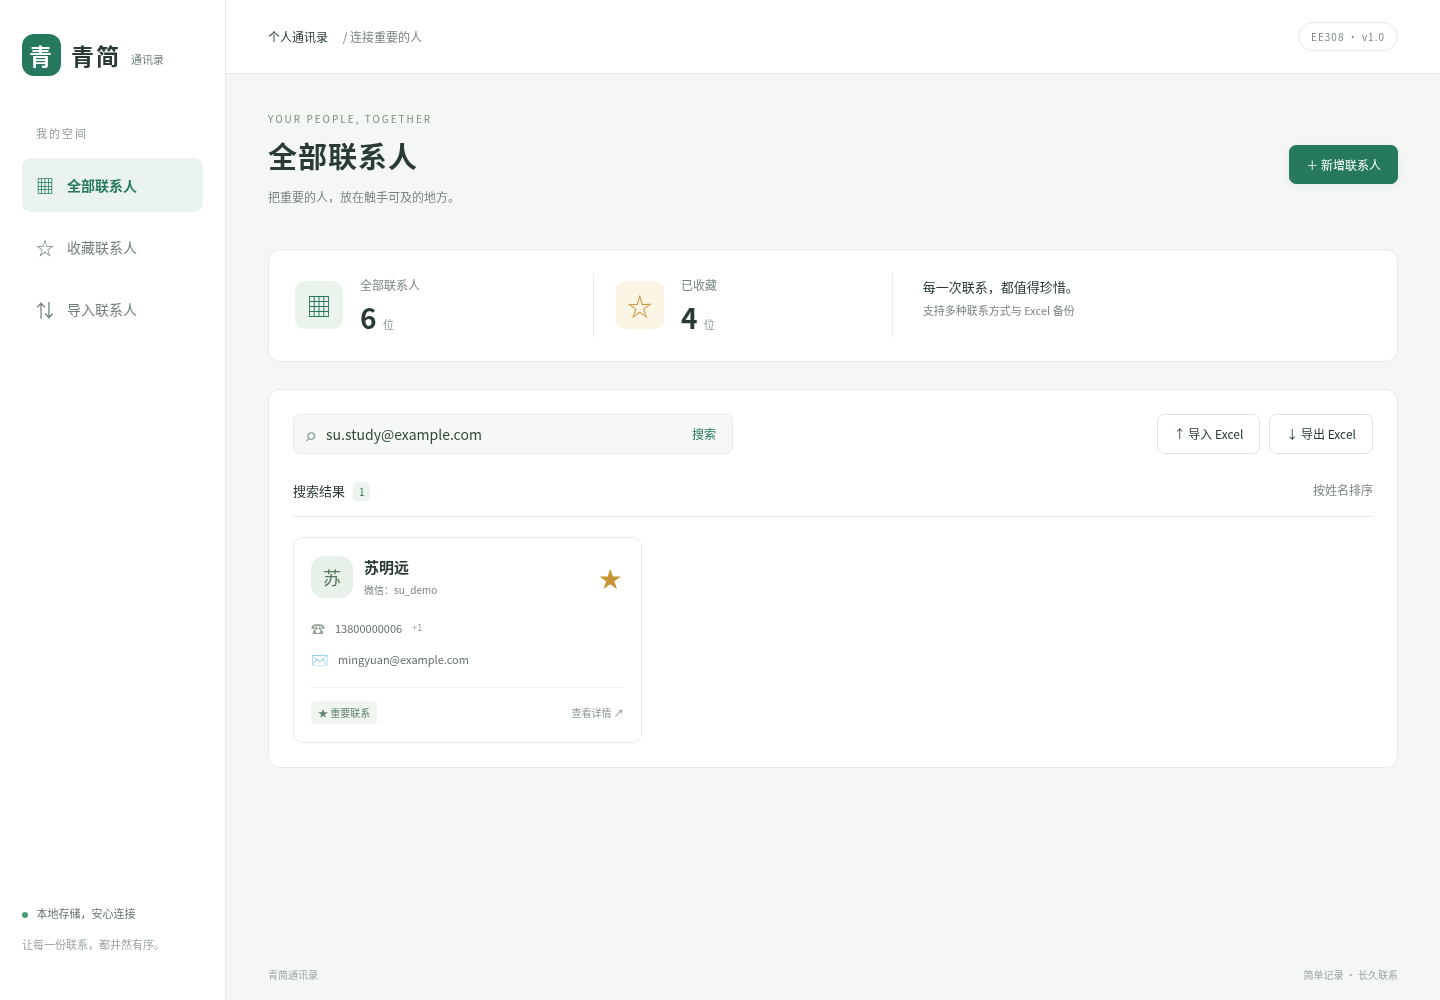 青 青简 通讯录
我的空间
全部联系人
收藏联系人
导入联系人
本地存储，安心连接
让每一份联系，都井然有序。
个人通讯录 / 连接重要的人
EE308 · v1.0
YOUR PEOPLE, TOGETHER
全部联系人
把重要的人，放在触手可及的地方。
＋ 新增联系人
全部联系人
6 位
已收藏
4 位
每一次联系，都值得珍惜。
支持多种联系方式与 Excel 备份
su.study@example.com 搜索
↑ 导入 Excel
↓ 导出 Excel
搜索结果 1
按姓名排序
苏
苏明远
微信：su_demo
13800000006 +1
mingyuan@example.com
★ 重要联系
查看详情 ↗
青简通讯录
简单记录 · 长久联系